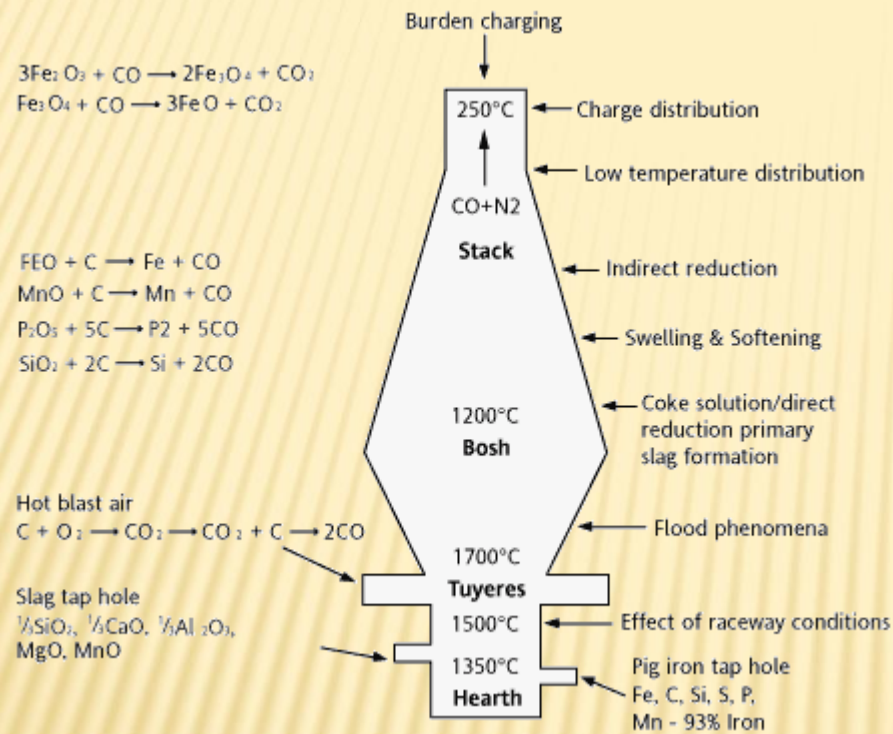 Burden charging
3Fe₂O₃ + CO → 2Fe₃O₄ + CO₂
Fe₃O₄ + CO → 3FeO + CO₂
250°C
Charge distribution
Low temperature distribution
CO+N2
Stack
FEO + C → Fe + CO
MnO + C → Mn + CO
P₂O₅ + 5C → P2 + 5CO
SiO₂ + 2C → Si + 2CO
Indirect reduction
Swelling & Softening
1200°C
Bosh
Coke solution/direct
reduction primary
slag formation
Hot blast air
C + O₂ → CO₂ → CO₂ + C → 2CO
Flood phenomena
1700°C
Tuyeres
Slag tap hole
⅓SiO₂, ⅓CaO, ⅓Al₂O₃,
MgO, MnO
1500°C
Effect of raceway conditions
1350°C
Hearth
Pig iron tap hole
Fe, C, Si, S, P,
Mn - 93% Iron